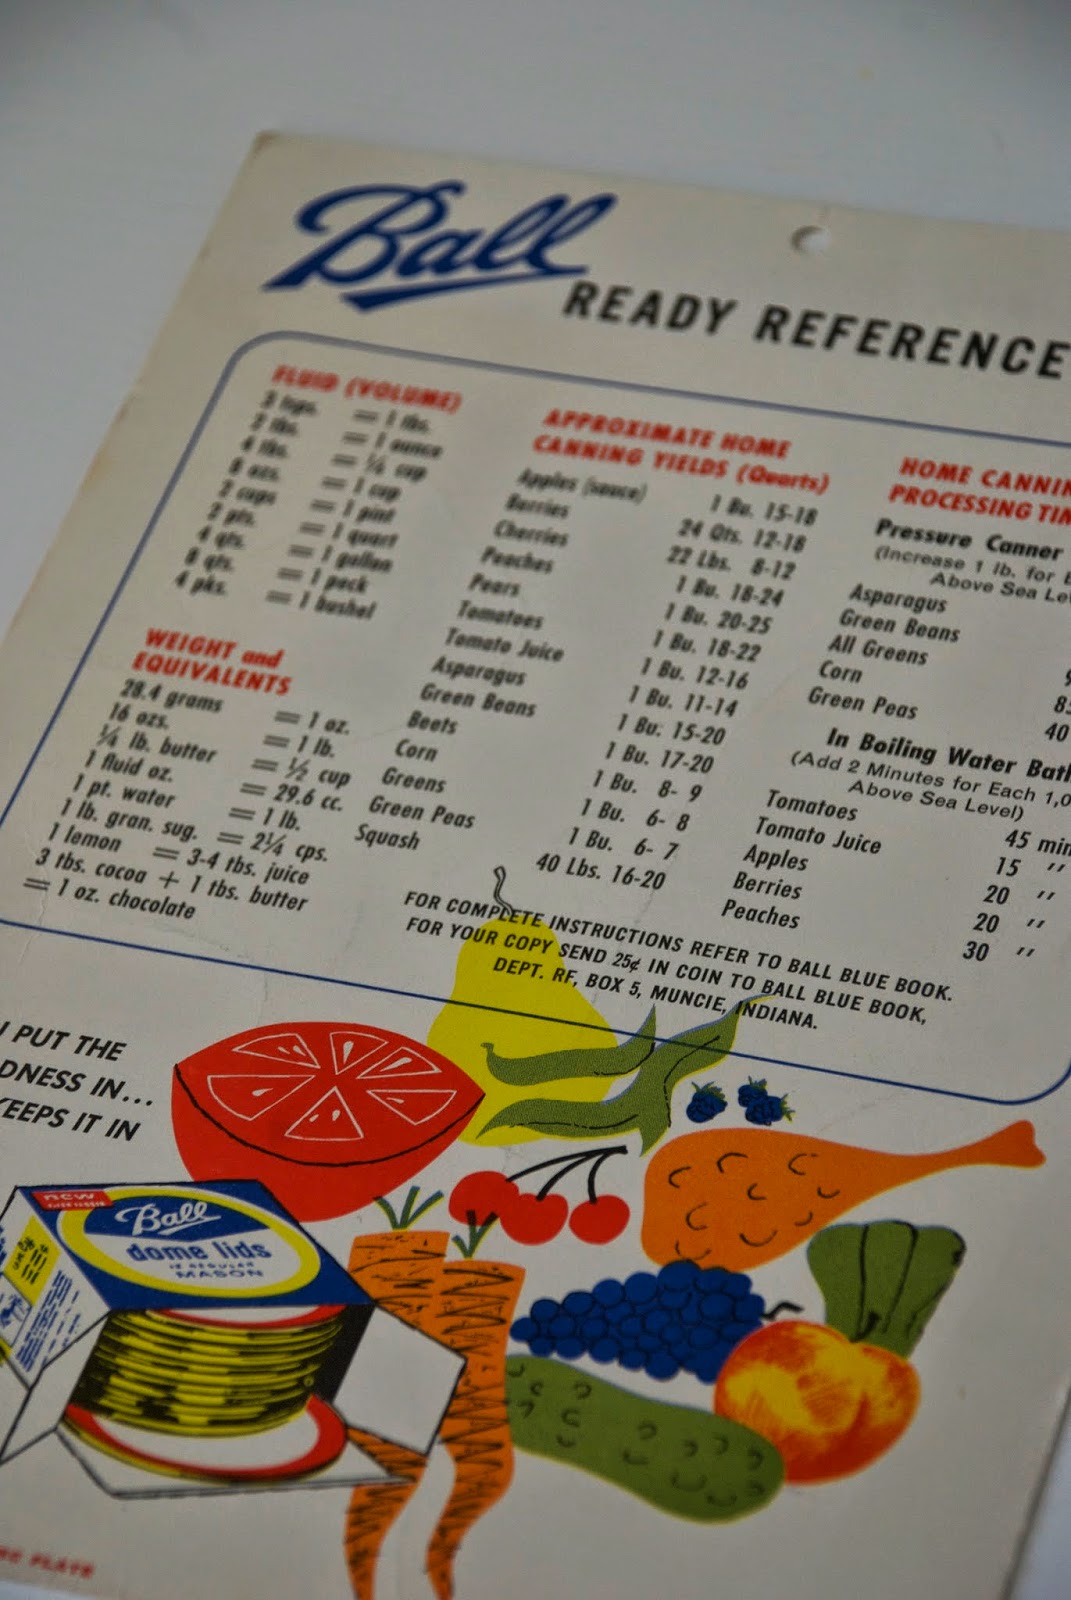 Ball
READY REFERENCE
FLUID (VOLUME)
3 tsps. = 1 tbs.
2 tbs. = 1 ounce
4 tbs. = ¼ cup
8 ozs. = 1 cup
2 cups = 1 pint
2 pts. = 1 quart
4 qts. = 1 gallon
8 qts. = 1 peck
4 pks. = 1 bushel
WEIGHT and
EQUIVALENTS
28.4 grams = 1 oz.
16 ozs. = 1 lb.
¼ lb. butter = ½ cup
1 fluid oz. = 29.6 cc.
1 pt. water = 1 lb.
1 lb. gran. sug. = 2¼ cps.
1 lemon = 3-4 tbs. juice
3 tbs. cocoa + 1 tbs. butter
= 1 oz. chocolate
APPROXIMATE HOME
CANNING YIELDS (Quarts)
Apples (sauce) 1 Bu. 15-18
Berries 24 Qts. 12-18
Cherries 22 Lbs. 8-12
Peaches 1 Bu. 18-24
Pears 1 Bu. 20-25
Tomatoes 1 Bu. 18-22
Tomato Juice 1 Bu. 12-16
Asparagus 1 Bu. 11-14
Green Beans 1 Bu. 15-20
Beets 1 Bu. 17-20
Corn 1 Bu. 8- 9
Greens 1 Bu. 6- 8
Green Peas 1 Bu. 6- 7
Squash 40 Lbs. 16-20
HOME CANNIN
PROCESSING TIM
Pressure Canner
(Increase 1 lb. for E
Above Sea Lev
Asparagus
Green Beans
All Greens
Corn
Green Peas 40
In Boiling Water Bath
(Add 2 Minutes for Each 1,0
Above Sea Level)
Tomatoes 45 min
Tomato Juice 15 "
Apples 20 "
Berries 20 "
Peaches 30 "
FOR COMPLETE INSTRUCTIONS REFER TO BALL BLUE BOOK.
FOR YOUR COPY SEND 25¢ IN COIN TO BALL BLUE BOOK,
DEPT. RF, BOX 5, MUNCIE, INDIANA.
U PUT THE
DNESS IN...
KEEPS IT IN
new
Ball
dome lids
MASON